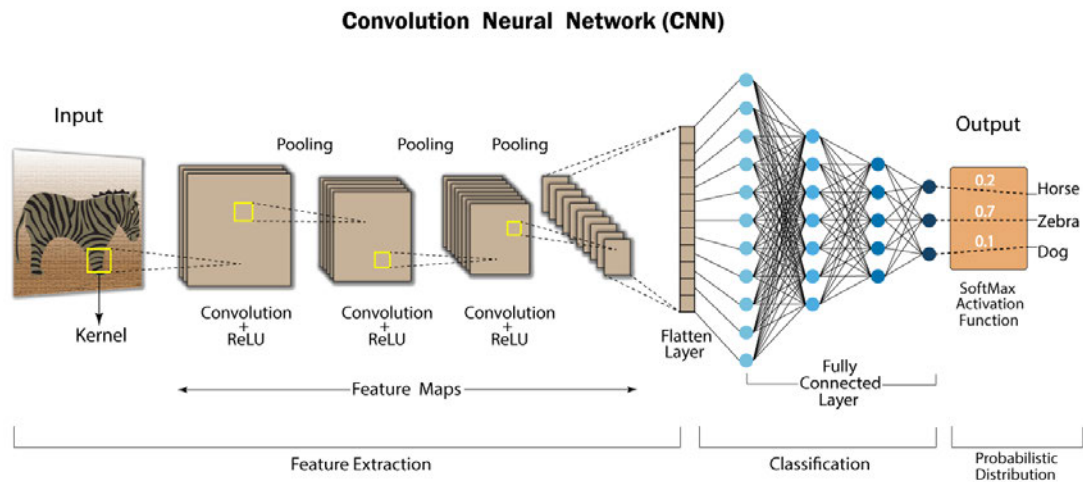 Convolution Neural Network (CNN)
Input
Kernel
Pooling
Pooling
Pooling
Convolution
+
ReLU
Convolution
+
ReLU
Convolution
+
ReLU
Feature Maps
Flatten
Layer
Fully
Connected
Layer
Output
0.2
Horse
0.7
Zebra
0.1
Dog
SoftMax
Activation
Function
Feature Extraction
Classification
Probabilistic
Distribution